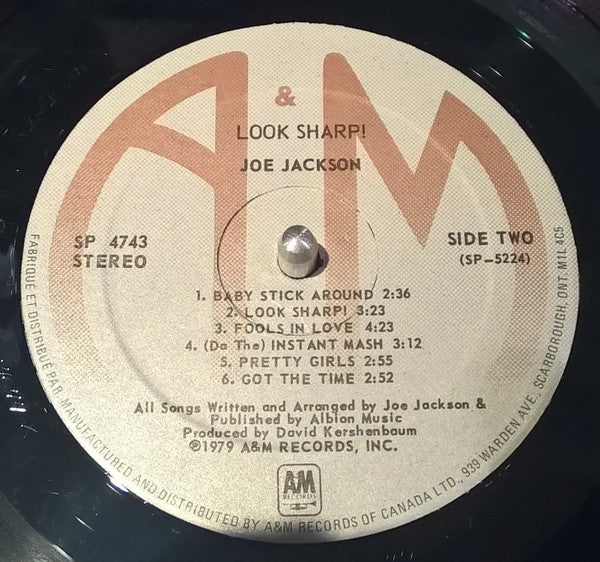 A & M
LOOK SHARP!
JOE JACKSON
SP 4743
STEREO
SIDE TWO
(SP-5224)
1. BABY STICK AROUND 2:36
2. LOOK SHARP! 3:23
3. FOOLS IN LOVE 4:23
4. (Do The) INSTANT MASH 3:12
5. PRETTY GIRLS 2:55
6. GOT THE TIME 2:52
All Songs Written and Arranged by Joe Jackson &
Published by Albion Music
Produced by David Kershenbaum
℗1979 A&M RECORDS, INC.
A&M
RECORDS
FABRIQUÉ ET DISTRIBUÉ PAR. MANUFACTURED AND DISTRIBUTED BY A&M RECORDS OF CANADA LTD., 939 WARDEN AVE. SCARBOROUGH, ONT. M1L 4C5